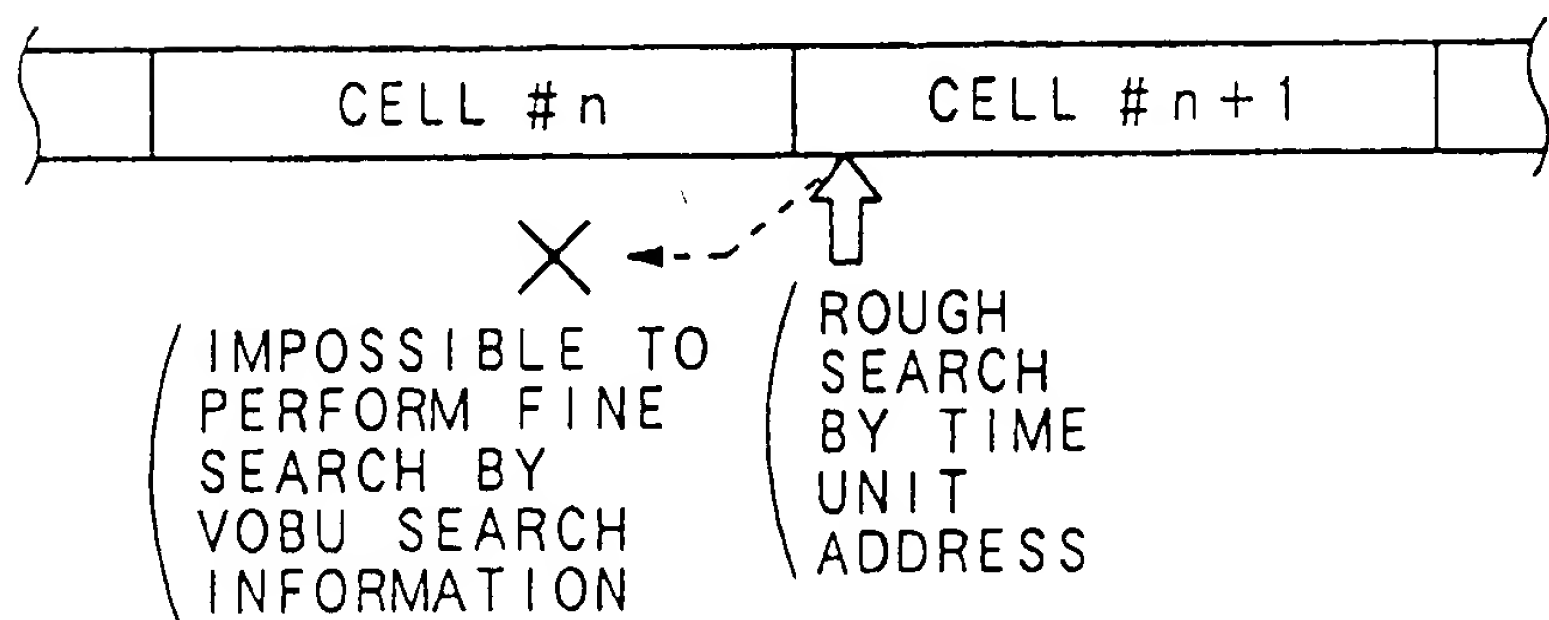 CELL #n
CELL #n+1
IMPOSSIBLE TO
PERFORM FINE
SEARCH BY
VOBU SEARCH
INFORMATION
ROUGH
SEARCH
BY TIME
UNIT
ADDRESS